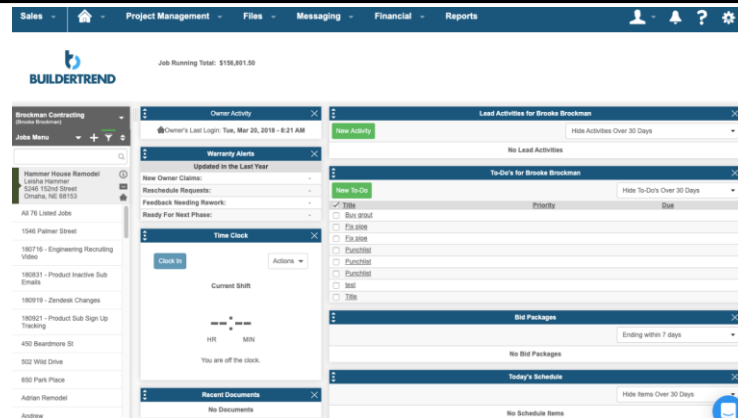 Sales Project Management Files Messaging Financial Reports
BUILDERTREND
Job Running Total: $156,801.50
Brockman Contracting
(Brooke Brockman)
Jobs Menu
Hammer House Remodel
Leisha Hammer
5246 152nd Street
Omaha, NE 68153
All 76 Listed Jobs
1546 Palmer Street
180716 - Engineering Recruiting
Video
180831 - Product Inactive Sub
Emails
180919 - Zendesk Changes
180921 - Product Sub Sign Up
Tracking
450 Beardmore St
502 Wild Drive
650 Park Place
Adrian Remodel
Andrew
Owner Activity
Owner's Last Login: Tue, Mar 20, 2018 - 8:21 AM
Warranty Alerts
Updated in the Last Year
New Owner Claims: -
Reschedule Requests: -
Feedback Needing Rework: -
Ready For Next Phase: -
Time Clock
Clock In Actions
Current Shift
--:--
HR MIN
You are off the clock.
Recent Documents
No Documents
Lead Activities for Brooke Brockman
New Activity Hide Activities Over 30 Days
No Lead Activities
To-Do's for Brooke Brockman
New To-Do Hide To-Do's Over 30 Days
Title Priority Due
Buy grout
Fix pipe
Fix pipe
Punchlist
Punchlist
Punchlist
test
Title
Bid Packages
Ending within 7 days
No Bid Packages
Today's Schedule
Hide Items Over 30 Days
No Schedule Items